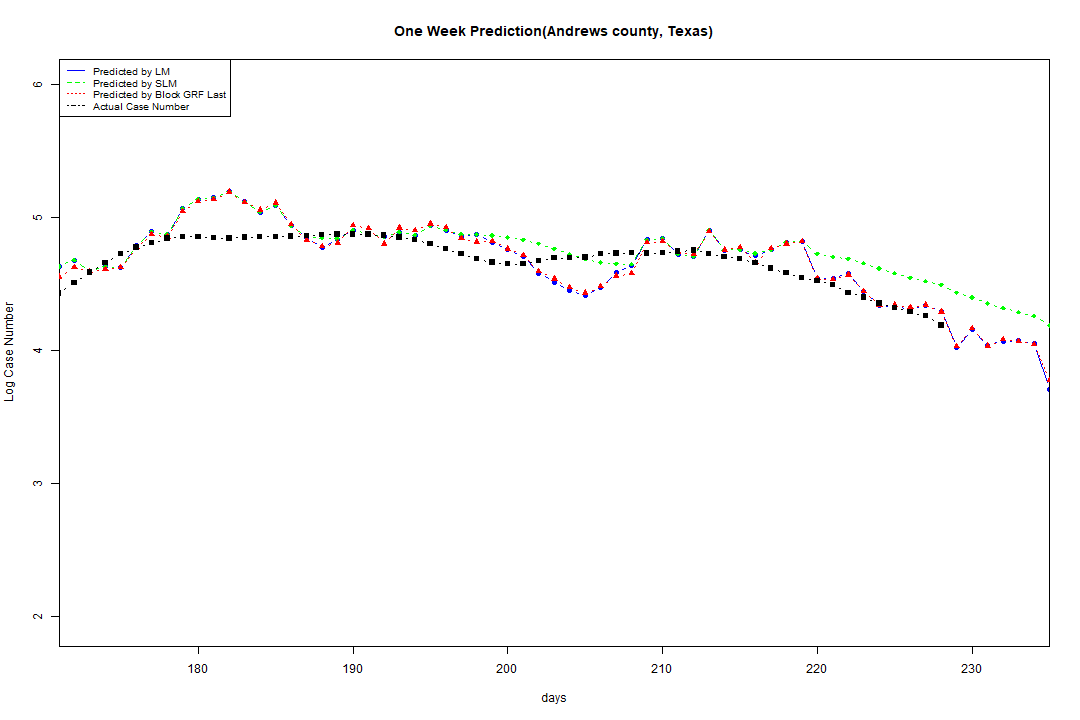 One Week Prediction(Andrews county, Texas)
Predicted by LM
Predicted by SLM
Predicted by Block GRF Last
Actual Case Number
6
5
4
3
2
Log Case Number
180 190 200 210 220 230
days